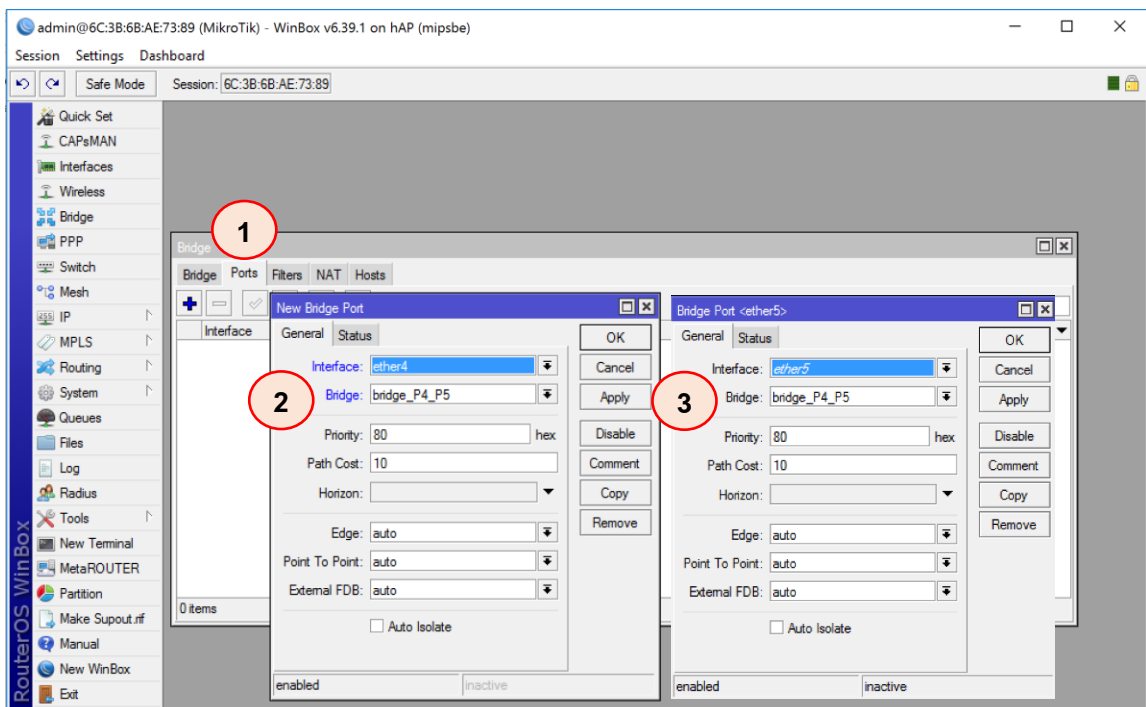 admin@6C:3B:6B:AE:73:89 (MikroTik) - WinBox v6.39.1 on hAP (mipsbe)
Session Settings Dashboard
Safe Mode Session: 6C:3B:6B:AE:73:89
Quick Set
CAPsMAN
Interfaces
Wireless
Bridge
PPP
Switch
Mesh
IP
MPLS
Routing
System
Queues
Files
Log
Radius
Tools
New Terminal
MetaROUTER
Partition
Make Supout.rif
Manual
New WinBox
Exit
RouterOS WinBox
1
Bridge
Bridge Ports Filters NAT Hosts
Interface
0 items
New Bridge Port
General Status
Interface: ether4
2
Bridge: bridge_P4_P5
Priority: 80 hex
Path Cost: 10
Horizon:
Edge: auto
Point To Point: auto
External FDB: auto
Auto Isolate
OK
Cancel
Apply
Disable
Comment
Copy
Remove
enabled inactive
Bridge Port <ether5>
General Status
Interface: ether5
3
Bridge: bridge_P4_P5
Priority: 80 hex
Path Cost: 10
Horizon:
Edge: auto
Point To Point: auto
External FDB: auto
Auto Isolate
OK
Cancel
Apply
Disable
Comment
Copy
Remove
enabled inactive